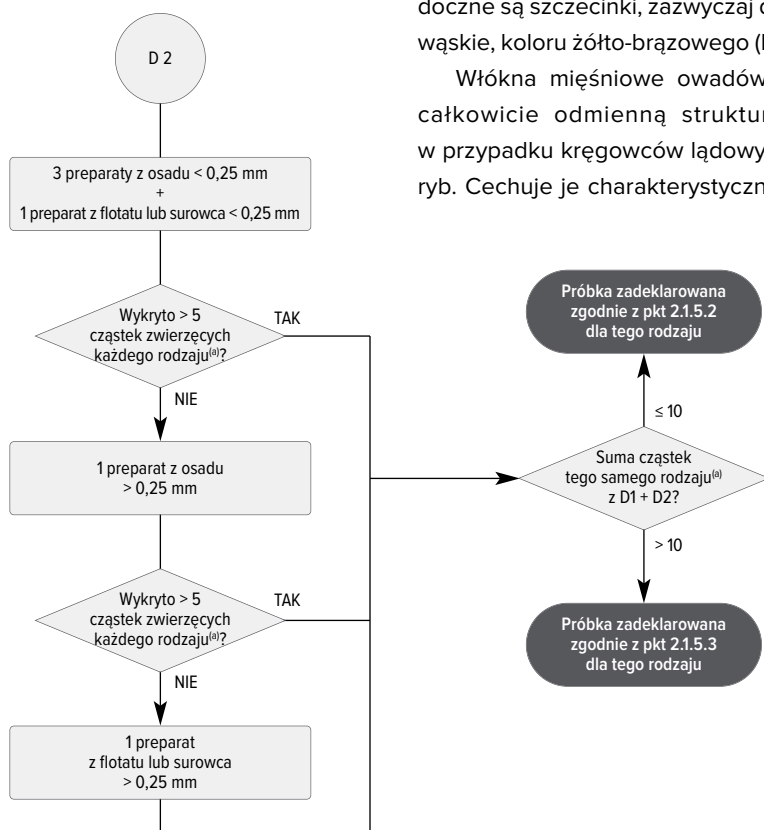 doczne są szczecinki, zazwyczaj
wąskie, koloru żółto-brązowego
Włókna mięśniowe owadów
całkowicie odmienną
w przypadku kręgowców
ryb. Cechuje je
D 2
3 preparaty z osadu < 0,25 mm
+
1 preparat z flotatu lub surowca < 0,25 mm
Wykryto > 5
cząstek zwierzęcych
każdego rodzaju(a)?
TAK
NIE
1 preparat z osadu
> 0,25 mm
Wykryto > 5
cząstek zwierzęcych
każdego rodzaju(a)?
TAK
NIE
1 preparat
z flotatu lub surowca
> 0,25 mm
Próbka zadeklarowana
zgodnie z pkt 2.1.5.2
dla tego rodzaju
≤ 10
Suma cząstek
tego samego rodzaju(a)
z D1 + D2?
> 10
Próbka zadeklarowana
zgodnie z pkt 2.1.5.3
dla tego rodzaju